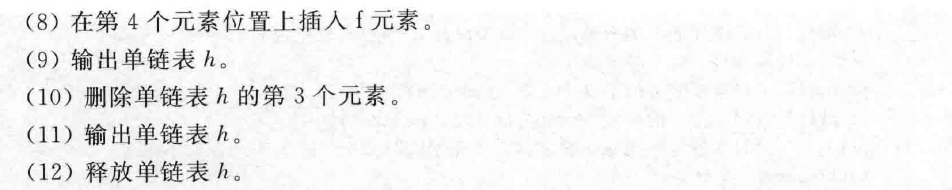 (8) 在第 4 个元素位置上插入 f 元素。
(9) 输出单链表 h。
(10) 删除单链表 h 的第 3 个元素。
(11) 输出单链表 h。
(12) 释放单链表 h。